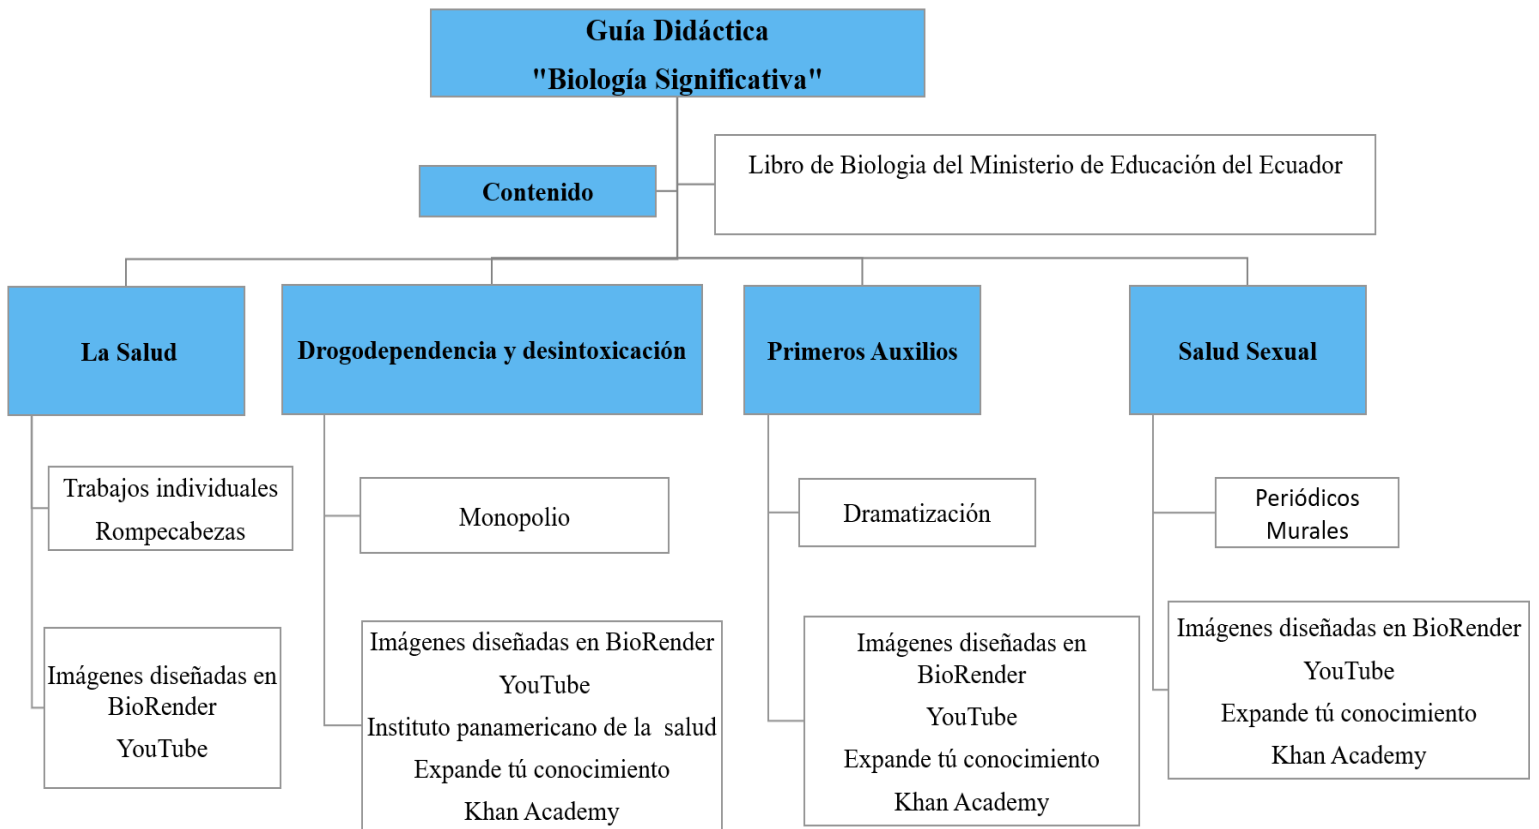 Guía Didáctica
"Biología Significativa"
Libro de Biologia del Ministerio de Educación del Ecuador
Contenido
La Salud
Drogodependencia y desintoxicación
Primeros Auxilios
Salud Sexual
Trabajos individuales
Rompecabezas
Monopolio
Dramatización
Periódicos
Murales
Imágenes diseñadas en
BioRender
YouTube
Imágenes diseñadas en BioRender
YouTube
Instituto panamericano de la salud
Expande tú conocimiento
Khan Academy
Imágenes diseñadas en
BioRender
YouTube
Expande tú conocimiento
Khan Academy
Imágenes diseñadas en BioRender
YouTube
Expande tú conocimiento
Khan Academy